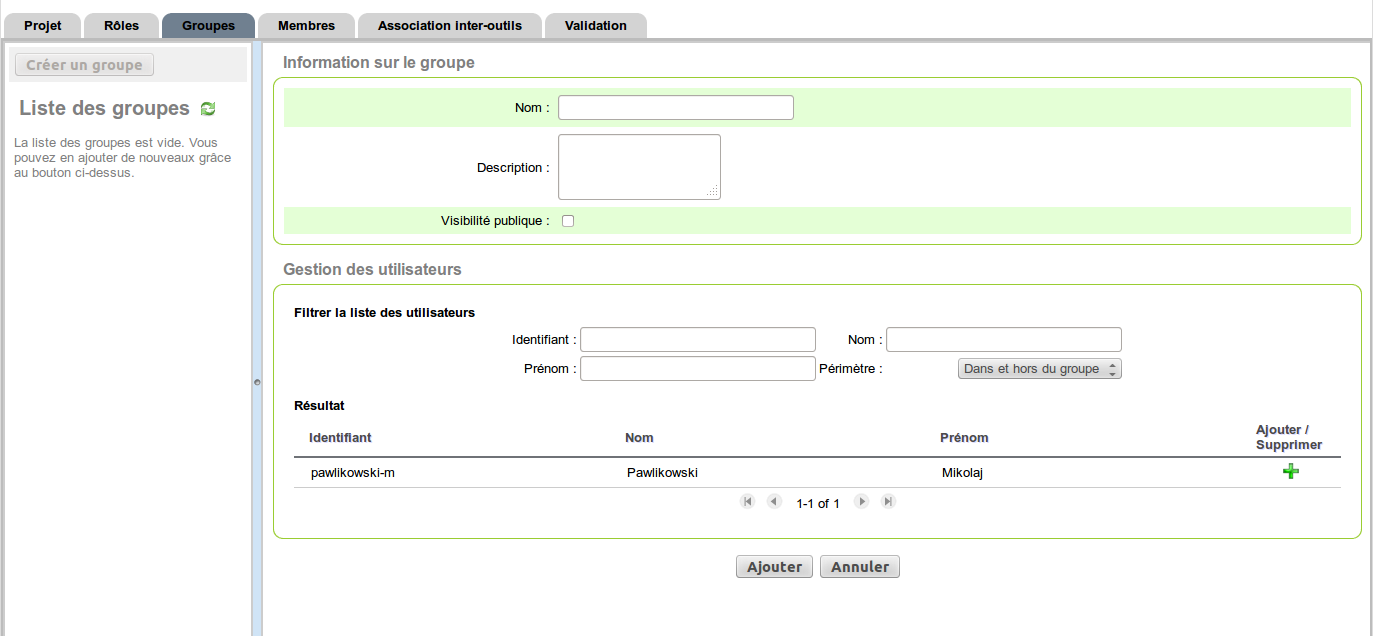 Projet
Rôles
Groupes
Membres
Association inter-outils
Validation
Créer un groupe
Liste des groupes
La liste des groupes est vide. Vous
pouvez en ajouter de nouveaux grâce
au bouton ci-dessus.
Information sur le groupe
Nom :
Description :
Visibilité publique :
Gestion des utilisateurs
Filtrer la liste des utilisateurs
Identifiant :
Nom :
Prénom :
Périmètre :
Dans et hors du groupe
Résultat
Identifiant
Nom
Prénom
Ajouter /
Supprimer
pawlikowski-m
Pawlikowski
Mikolaj
1-1 of 1
Ajouter
Annuler